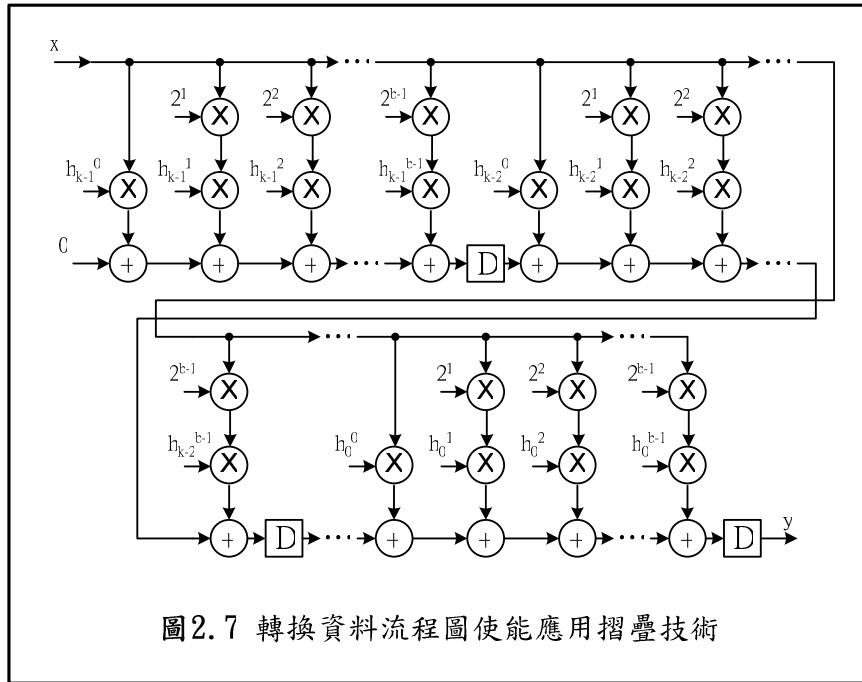 x
2^1 2^2 2^{b-1} 2^1 2^2
h_{k-1}^0 h_{k-1}^1 h_{k-1}^2 h_{k-1}^{b-1} h_{k-2}^0 h_{k-2}^1 h_{k-2}^2
0 D
2^{b-1} 2^1 2^2 2^{b-1}
h_{k-2}^{b-1} h_0^0 h_0^1 h_0^2 h_0^{b-1}
D D y
圖2.7 轉換資料流程圖使能應用摺疊技術